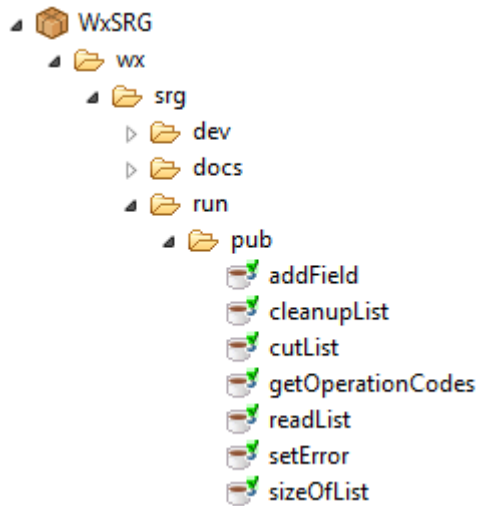 WxSRG
wx
srg
dev
docs
run
pub
addField
cleanupList
cutList
getOperationCodes
readList
setError
sizeOfList